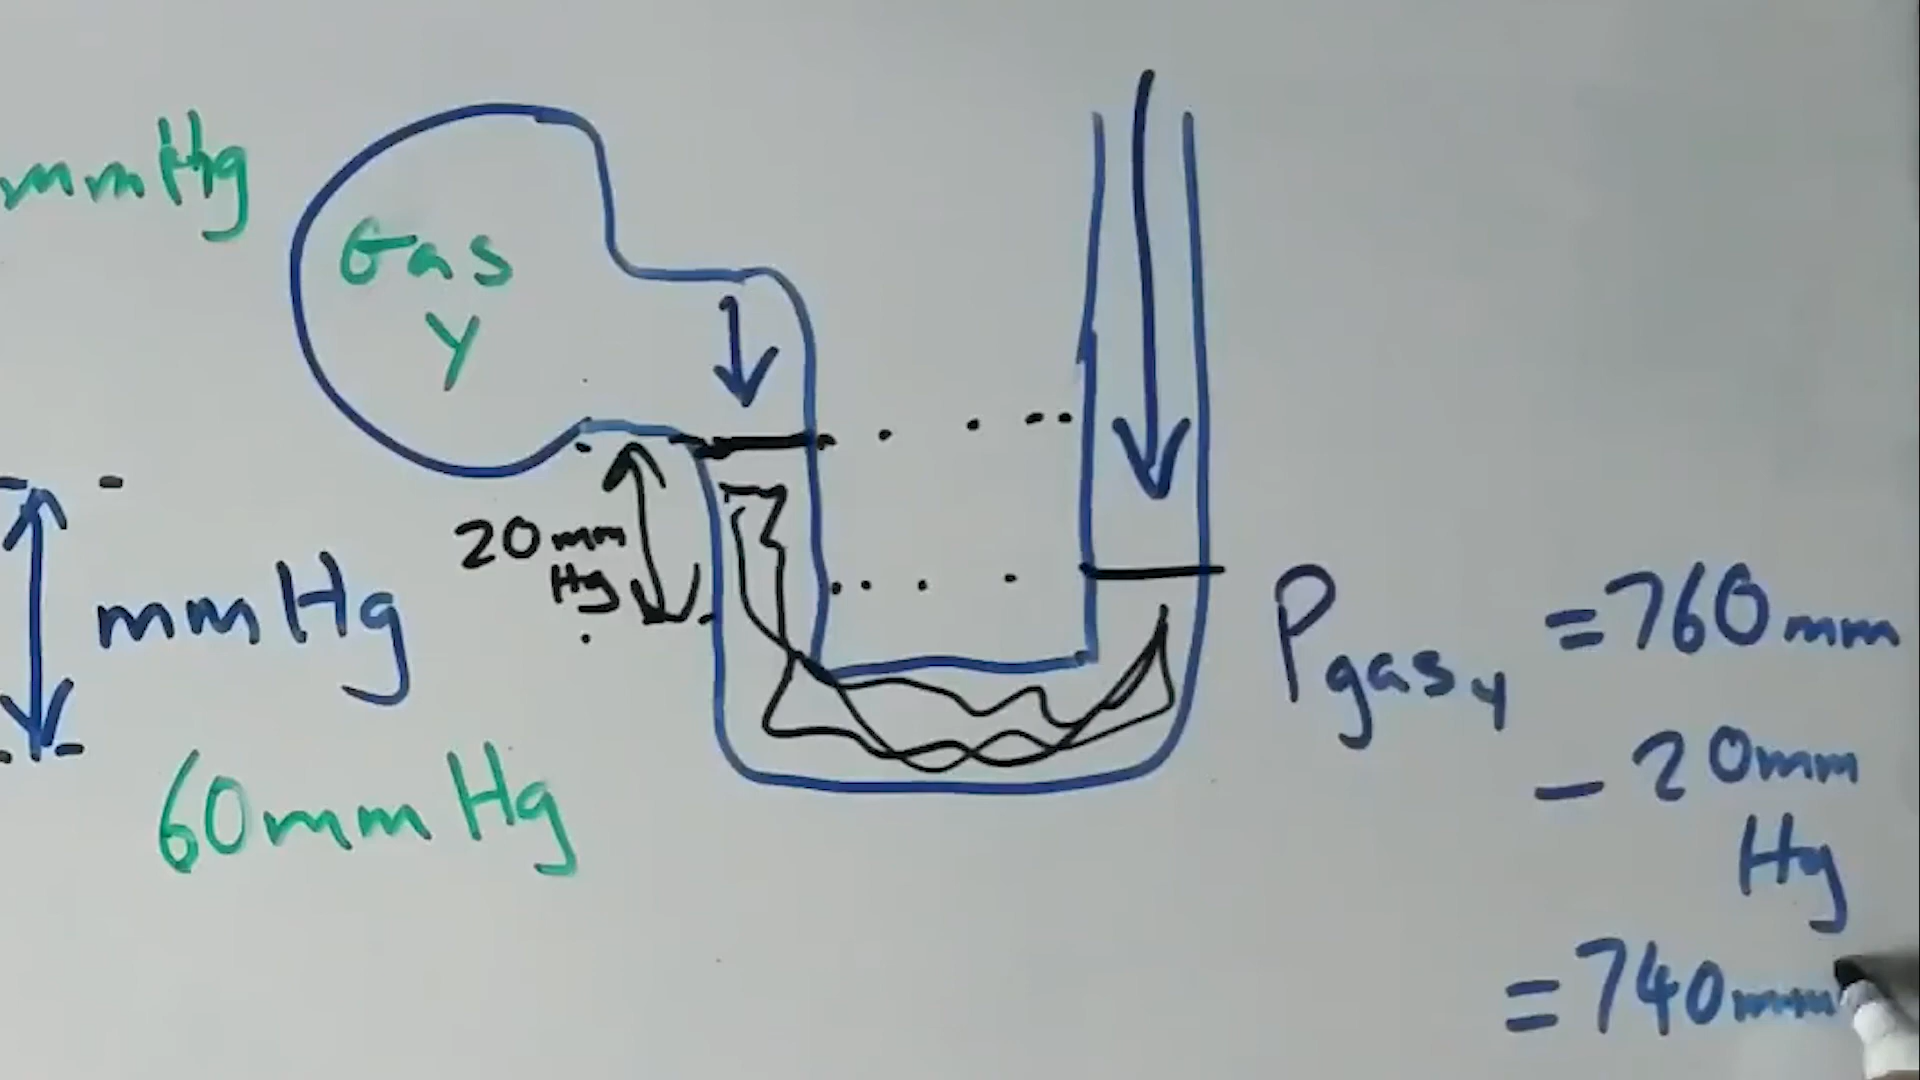 mmHg
Gas
Y
20mm
Hg
mmHg
60mmHg
Pgasy =760mm
- 20mm
Hg
=740mm